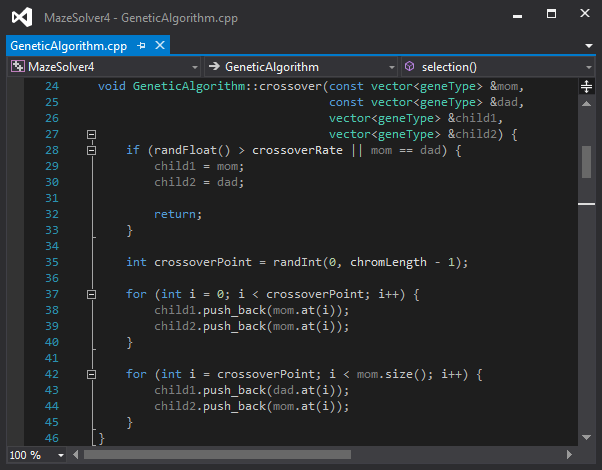 MazeSolver4 - GeneticAlgorithm.cpp
GeneticAlgorithm.cpp
MazeSolver4 GeneticAlgorithm selection()
24 void GeneticAlgorithm::crossover(const vector<geneType> &mom,
25 const vector<geneType> &dad,
26 vector<geneType> &child1,
27 vector<geneType> &child2) {
28 if (randFloat() > crossoverRate || mom == dad) {
29 child1 = mom;
30 child2 = dad;
31
32 return;
33 }
34
35 int crossoverPoint = randInt(0, chromLength - 1);
36
37 for (int i = 0; i < crossoverPoint; i++) {
38 child1.push_back(mom.at(i));
39 child2.push_back(mom.at(i));
40 }
41
42 for (int i = crossoverPoint; i < mom.size(); i++) {
43 child1.push_back(dad.at(i));
44 child2.push_back(mom.at(i));
45 }
46 }
100 %